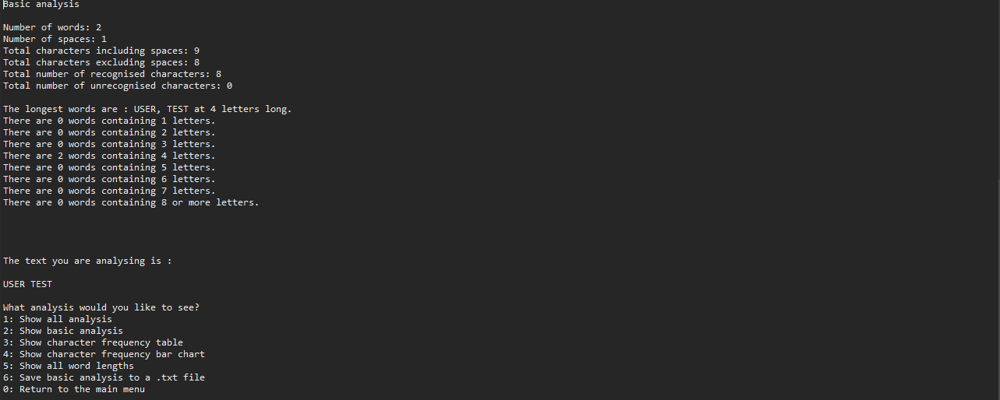 Basic analysis
Number of words: 2
Number of spaces: 1
Total characters including spaces: 9
Total characters excluding spaces: 8
Total number of recognised characters: 8
Total number of unrecognised characters: 0
The longest words are : USER, TEST at 4 letters long.
There are 0 words containing 1 letters.
There are 0 words containing 2 letters.
There are 0 words containing 3 letters.
There are 2 words containing 4 letters.
There are 0 words containing 5 letters.
There are 0 words containing 6 letters.
There are 0 words containing 7 letters.
There are 0 words containing 8 or more letters.
The text you are analysing is :
USER TEST
What analysis would you like to see?
1: Show all analysis
2: Show basic analysis
3: Show character frequency table
4: Show character frequency bar chart
5: Show all word lengths
6: Save basic analysis to a .txt file
0: Return to the main menu